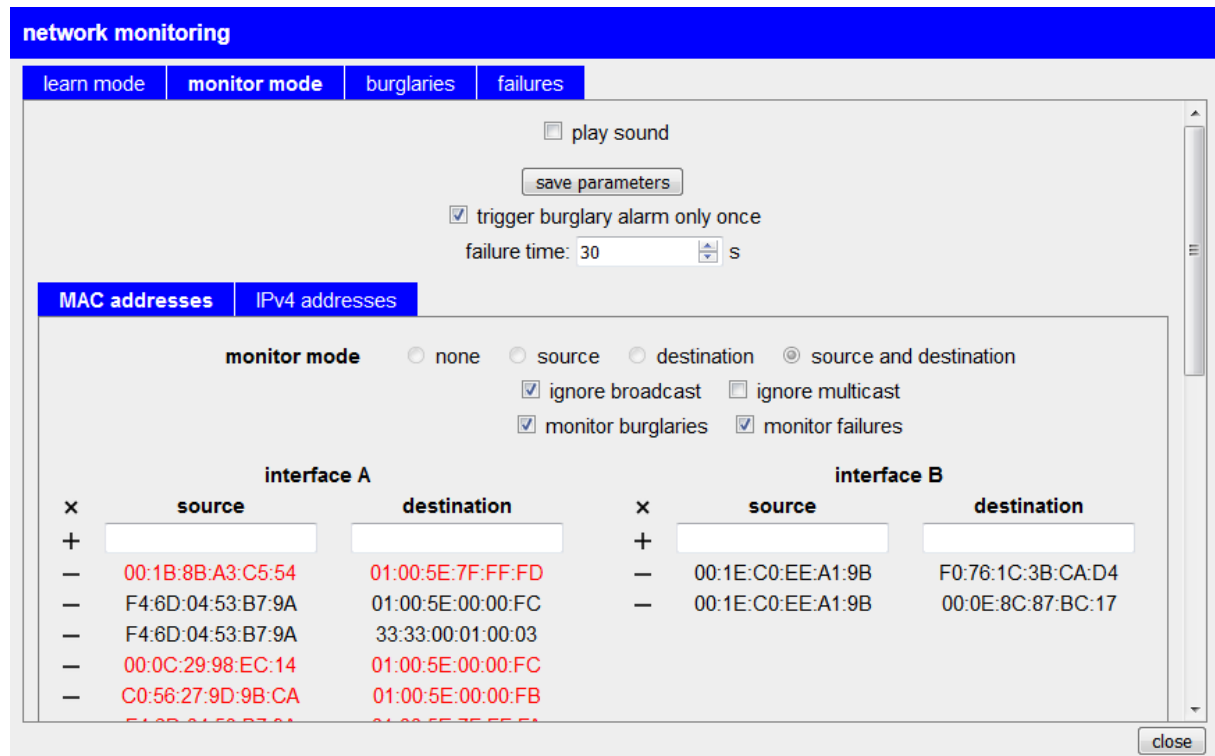 network monitoring
learn mode monitor mode burglaries failures
play sound
save parameters
trigger burglary alarm only once
failure time: 30 s
MAC addresses IPv4 addresses
monitor mode none source destination source and destination
ignore broadcast ignore multicast
monitor burglaries monitor failures
interface A interface B
× source destination × source destination
+ +
— 00:1B:8B:A3:C5:54 01:00:5E:7F:FF:FD — 00:1E:C0:EE:A1:9B F0:76:1C:3B:CA:D4
— F4:6D:04:53:B7:9A 01:00:5E:00:00:FC — 00:1E:C0:EE:A1:9B 00:0E:8C:87:BC:17
— F4:6D:04:53:B7:9A 33:33:00:01:00:03
— 00:0C:29:98:EC:14 01:00:5E:00:00:FC
— C0:56:27:9D:9B:CA 01:00:5E:00:00:FB
close